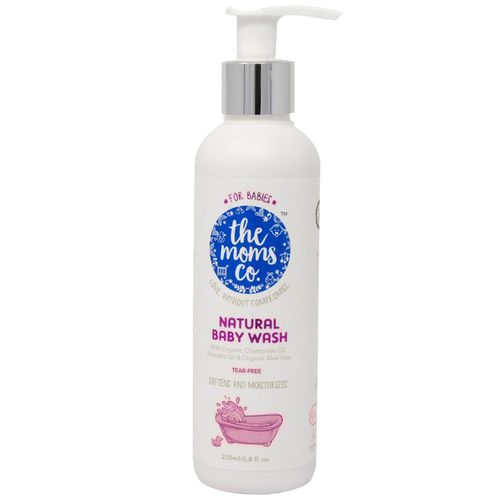 * FOR BABIES *
the
moms
co.
TM
LOVE, WITHOUT COMPROMISE
NATURAL
BABY WASH
With Organic Chamomile Oil,
Avocado Oil & Organic Aloe Vera
TEAR-FREE
SOFTENS AND MOISTURIZES
200ml/6.8 fl. oz.